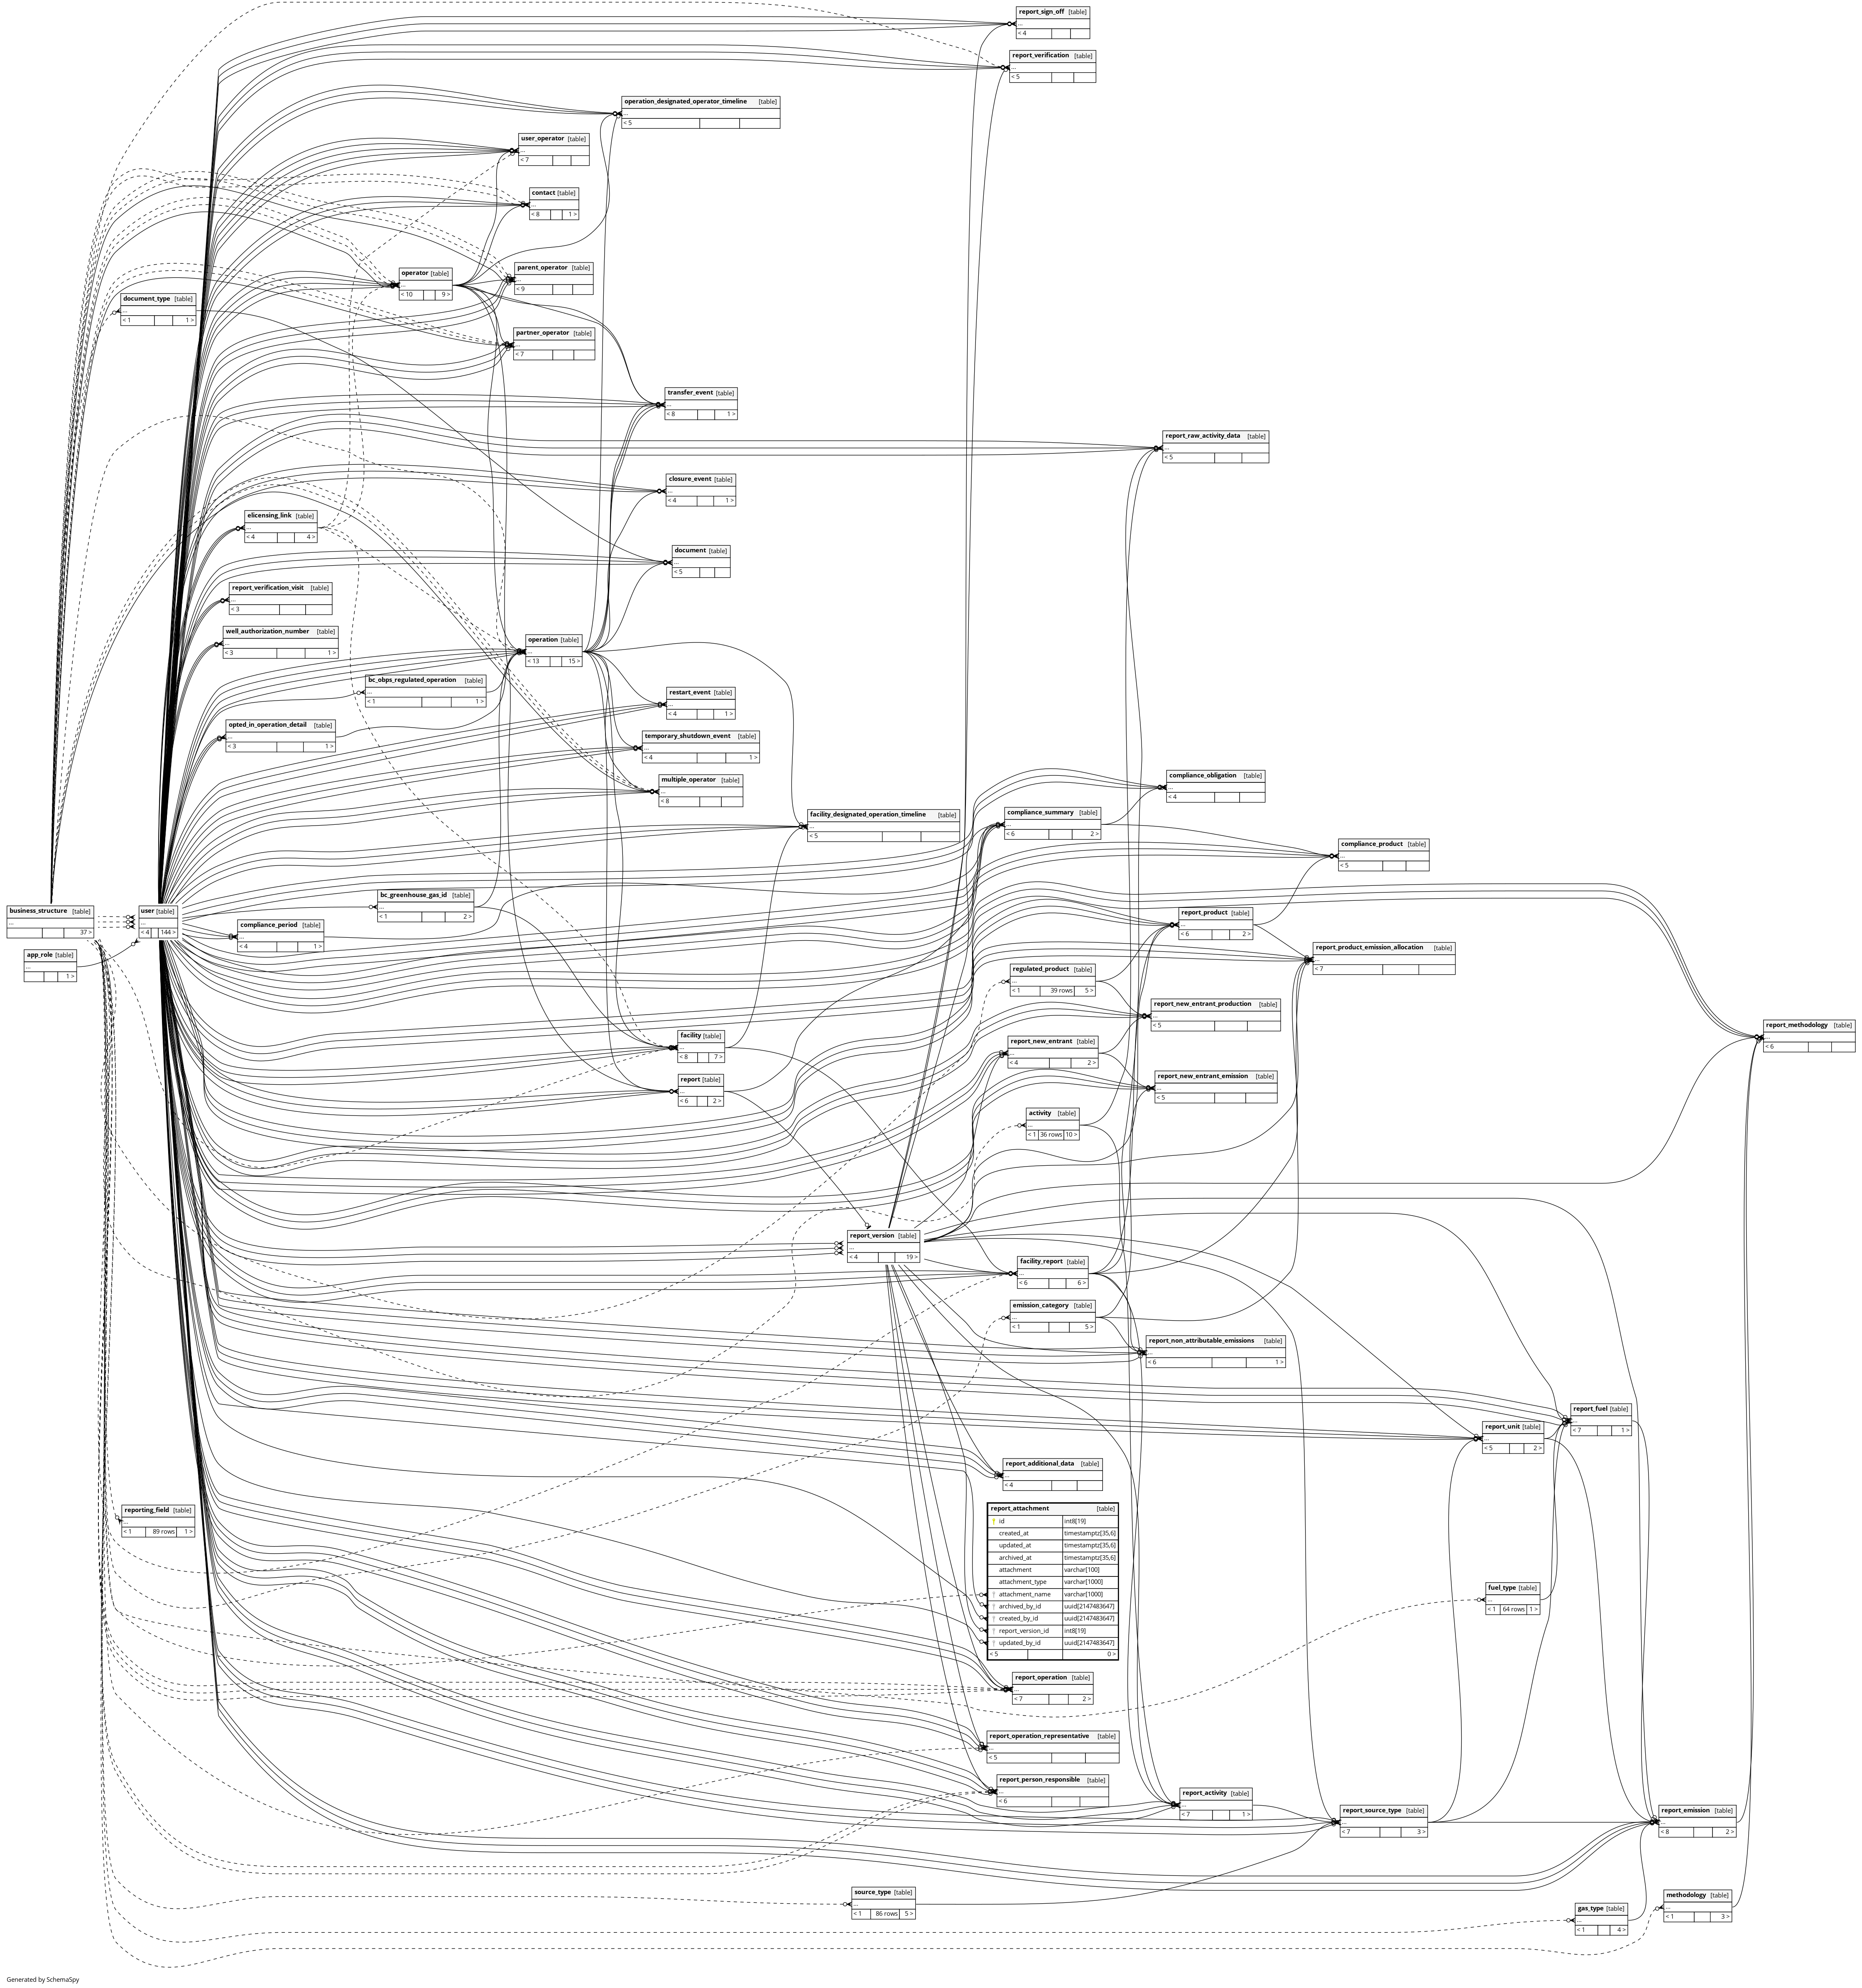 report_sign_off [table]
...
< 4
report_verification [table]
...
< 5
operation_designated_operator_timeline [table]
...
< 5
user_operator [table]
...
< 7
contact [table]
...
< 8 1 >
operator [table]
...
< 10 9 >
parent_operator [table]
...
< 9
document_type [table]
...
< 1 1 >
partner_operator [table]
...
< 7
transfer_event [table]
...
< 8 1 >
report_raw_activity_data [table]
...
< 5
closure_event [table]
...
< 4 1 >
elicensing_link [table]
...
< 4 4 >
document [table]
...
< 5
report_verification_visit [table]
...
< 3
well_authorization_number [table]
...
< 3 1 >
operation [table]
...
< 13 15 >
bc_obps_regulated_operation [table]
...
< 1 1 >
restart_event [table]
...
< 4 1 >
opted_in_operation_detail [table]
...
< 3 1 >
temporary_shutdown_event [table]
...
< 4 1 >
multiple_operator [table]
...
< 8
compliance_obligation [table]
...
< 4
facility_designated_operation_timeline [table]
...
< 5
compliance_summary [table]
...
< 6 2 >
compliance_product [table]
...
< 5
bc_greenhouse_gas_id [table]
...
< 1 2 >
business_structure [table]
...
37 >
user [table]
...
< 4 144 >
compliance_period [table]
...
< 4 1 >
report_product [table]
...
< 6 2 >
app_role [table]
...
1 >
report_product_emission_allocation [table]
...
< 7
regulated_product [table]
...
< 1 39 rows 5 >
report_new_entrant_production [table]
...
< 5
report_methodology [table]
...
< 6
facility [table]
...
< 8 7 >
report_new_entrant [table]
...
< 4 2 >
report [table]
...
< 6 2 >
report_new_entrant_emission [table]
...
< 5
activity [table]
...
< 1 36 rows 10 >
report_version [table]
...
< 4 19 >
facility_report [table]
...
< 6 6 >
emission_category [table]
...
< 1 5 >
report_non_attributable_emissions [table]
...
< 6 1 >
report_fuel [table]
...
< 7 1 >
report_unit [table]
...
< 5 2 >
report_additional_data [table]
...
< 4
report_attachment [table]
id int8[19]
created_at timestamptz[35,6]
updated_at timestamptz[35,6]
archived_at timestamptz[35,6]
attachment varchar[100]
attachment_type varchar[1000]
attachment_name varchar[1000]
archived_by_id uuid[2147483647]
created_by_id uuid[2147483647]
report_version_id int8[19]
updated_by_id uuid[2147483647]
< 5 0 >
reporting_field [table]
...
< 1 89 rows 1 >
fuel_type [table]
...
< 1 64 rows 1 >
report_operation [table]
...
< 7 2 >
report_operation_representative [table]
...
< 5
report_person_responsible [table]
...
< 6
report_activity [table]
...
< 7 1 >
report_source_type [table]
...
< 7 3 >
report_emission [table]
...
< 8 2 >
source_type [table]
...
< 1 86 rows 5 >
methodology [table]
...
< 1 3 >
gas_type [table]
...
< 1 4 >
Generated by SchemaSpy